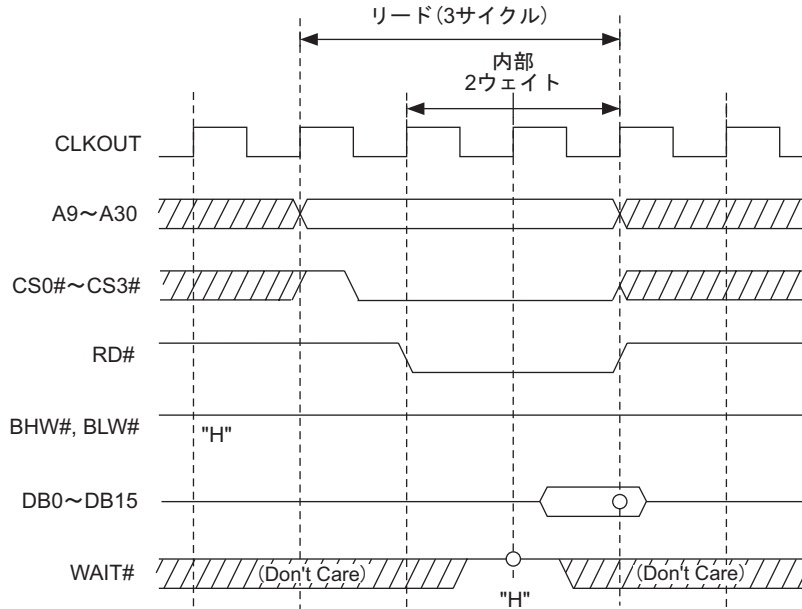 リード(3サイクル)
内部
2ウェイト
CLKOUT
A9～A30
CS0#～CS3#
RD#
BHW#, BLW#
"H"
DB0～DB15
WAIT#
(Don't Care)
(Don't Care)
"H"